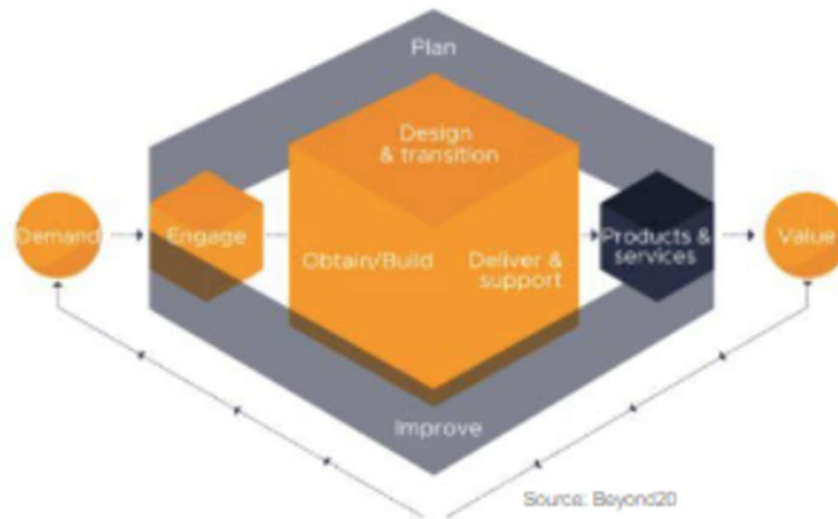 Plan
Design
& transition
Demand
Engage
Obtain/Build
Deliver &
support
Products &
services
Value
Improve
Source: Beyond20